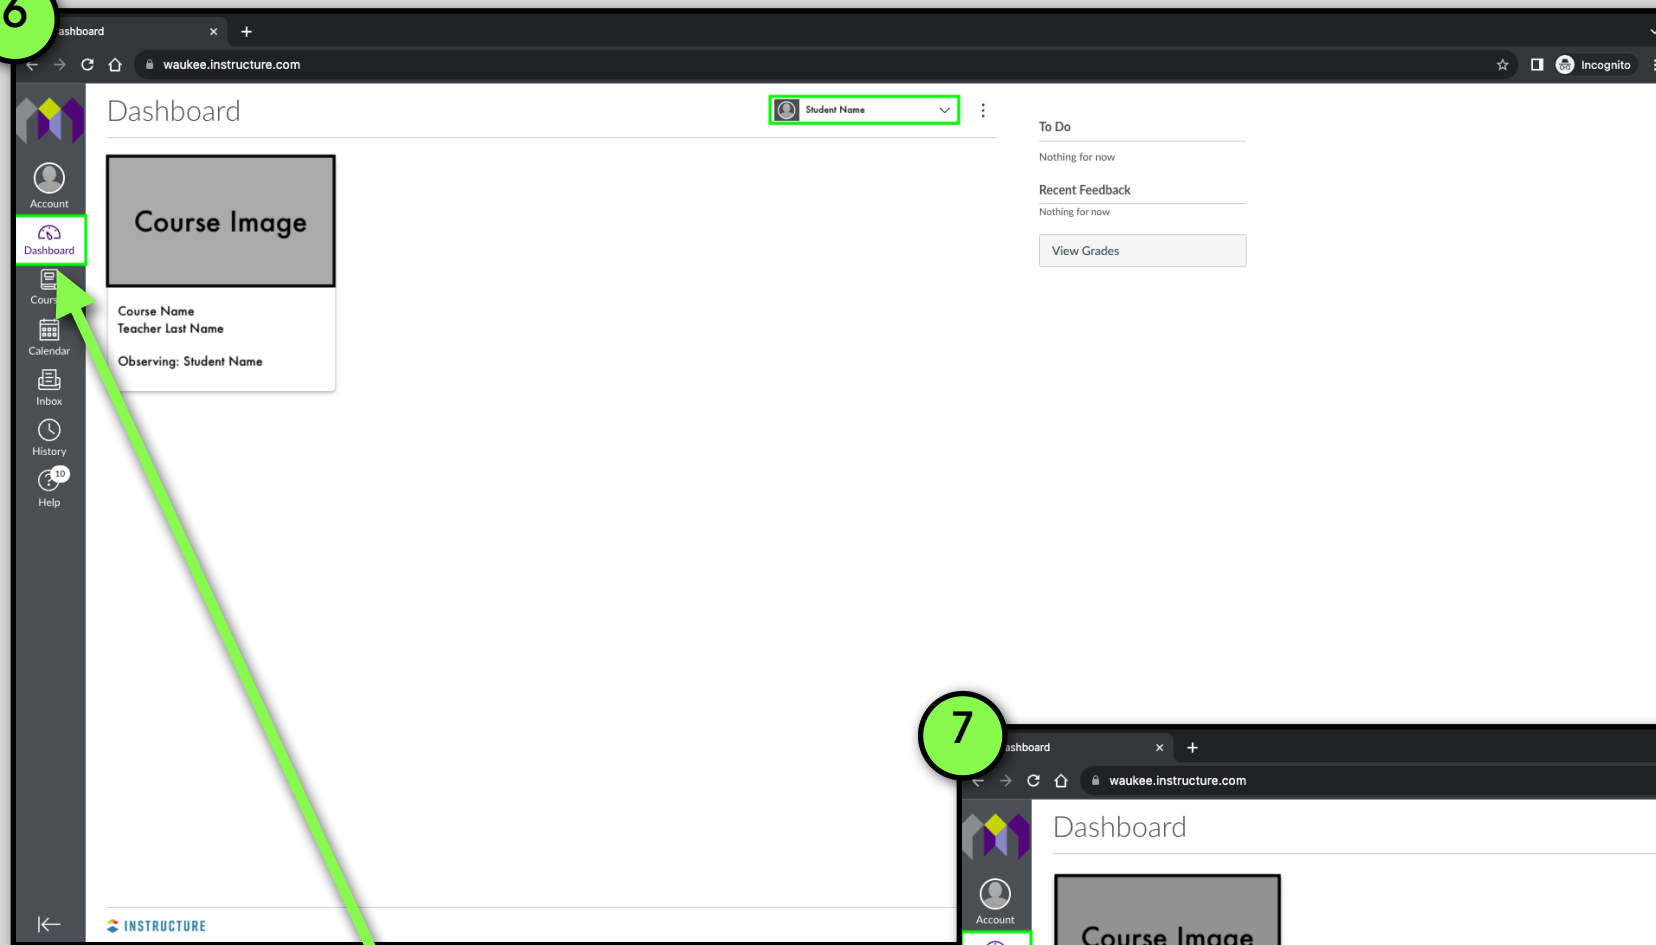 6
ashboard
waukee.instructure.com
Incognito
Dashboard
Student Name
To Do
Nothing for now
Recent Feedback
Nothing for now
View Grades
Account
Dashboard
Cour
Calendar
Inbox
History
10
Help
Course Image
Course Name
Teacher Last Name
Observing: Student Name
INSTRUCTURE
7
ashboard
waukee.instructure.com
Dashboard
Account
Course Image